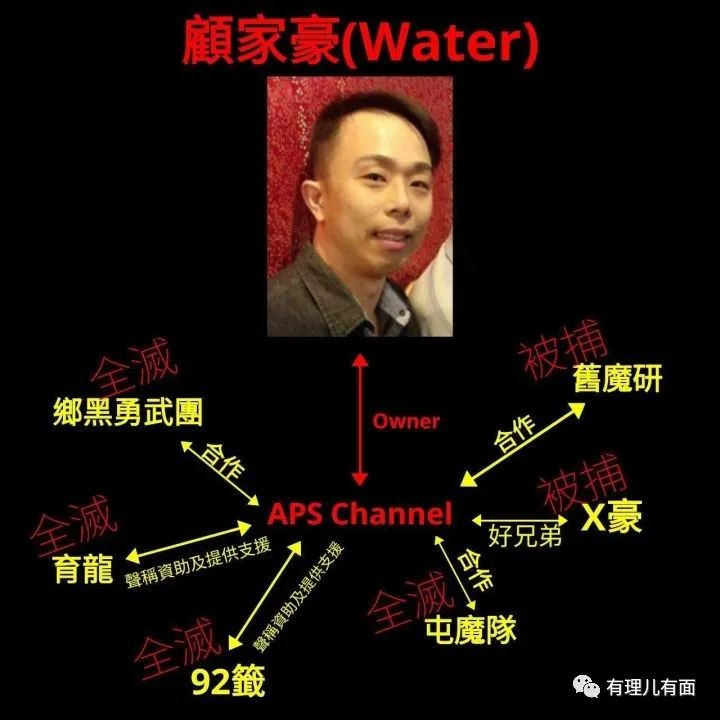 顧家豪(Water)
Owner
APS Channel
全滅
鄉黑勇武團
合作
被捕
舊魔研
合作
全滅
育龍
聲稱資助及提供支援
被捕
X豪
好兄弟
全滅
92籤
聲稱資助及提供支援
全滅
屯魔隊
合作
有理儿有面